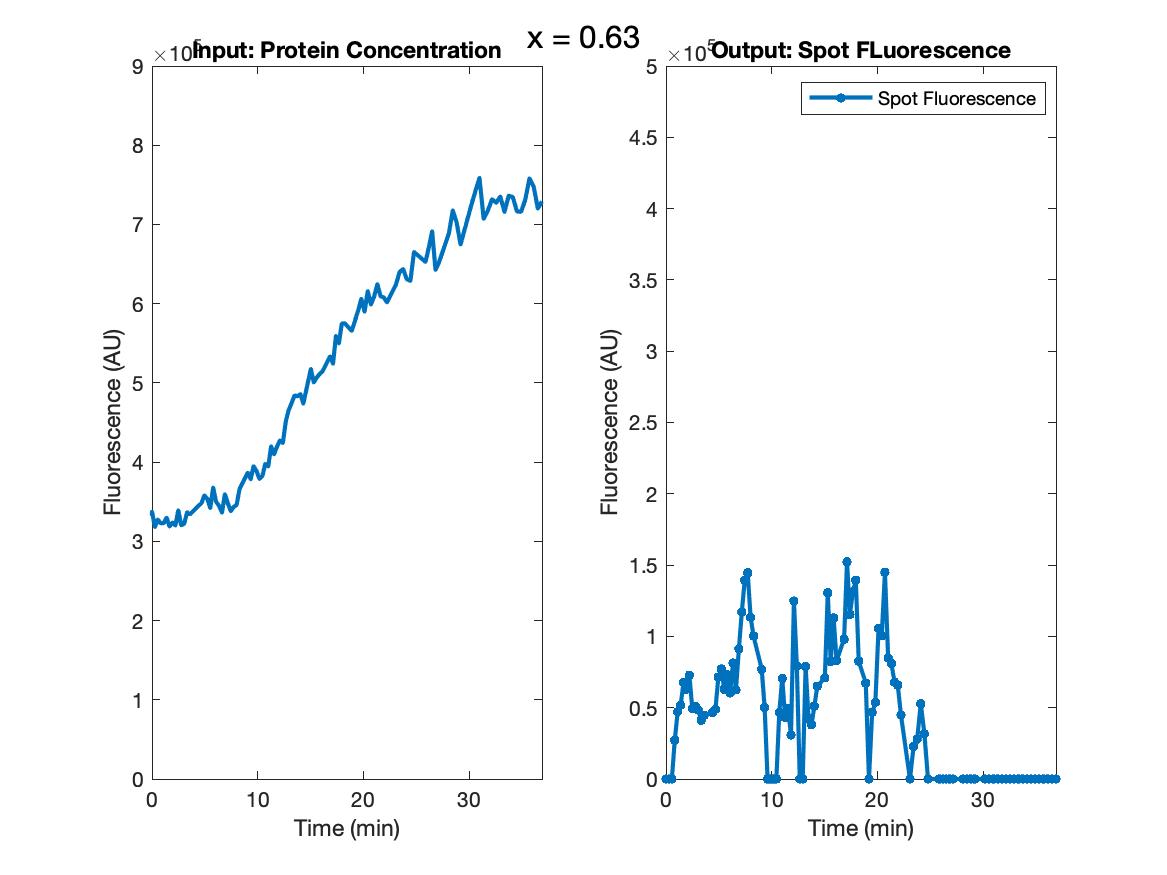 x = 0.63
×10⁵
Input: Protein Concentration
9
8
7
6
5
4
3
2
1
0
Fluorescence (AU)
0 10 20 30
Time (min)
×10⁵
Output: Spot FLuorescence
Spot Fluorescence
5
4.5
4
3.5
3
2.5
2
1.5
1
0.5
0
Fluorescence (AU)
0 10 20 30
Time (min)